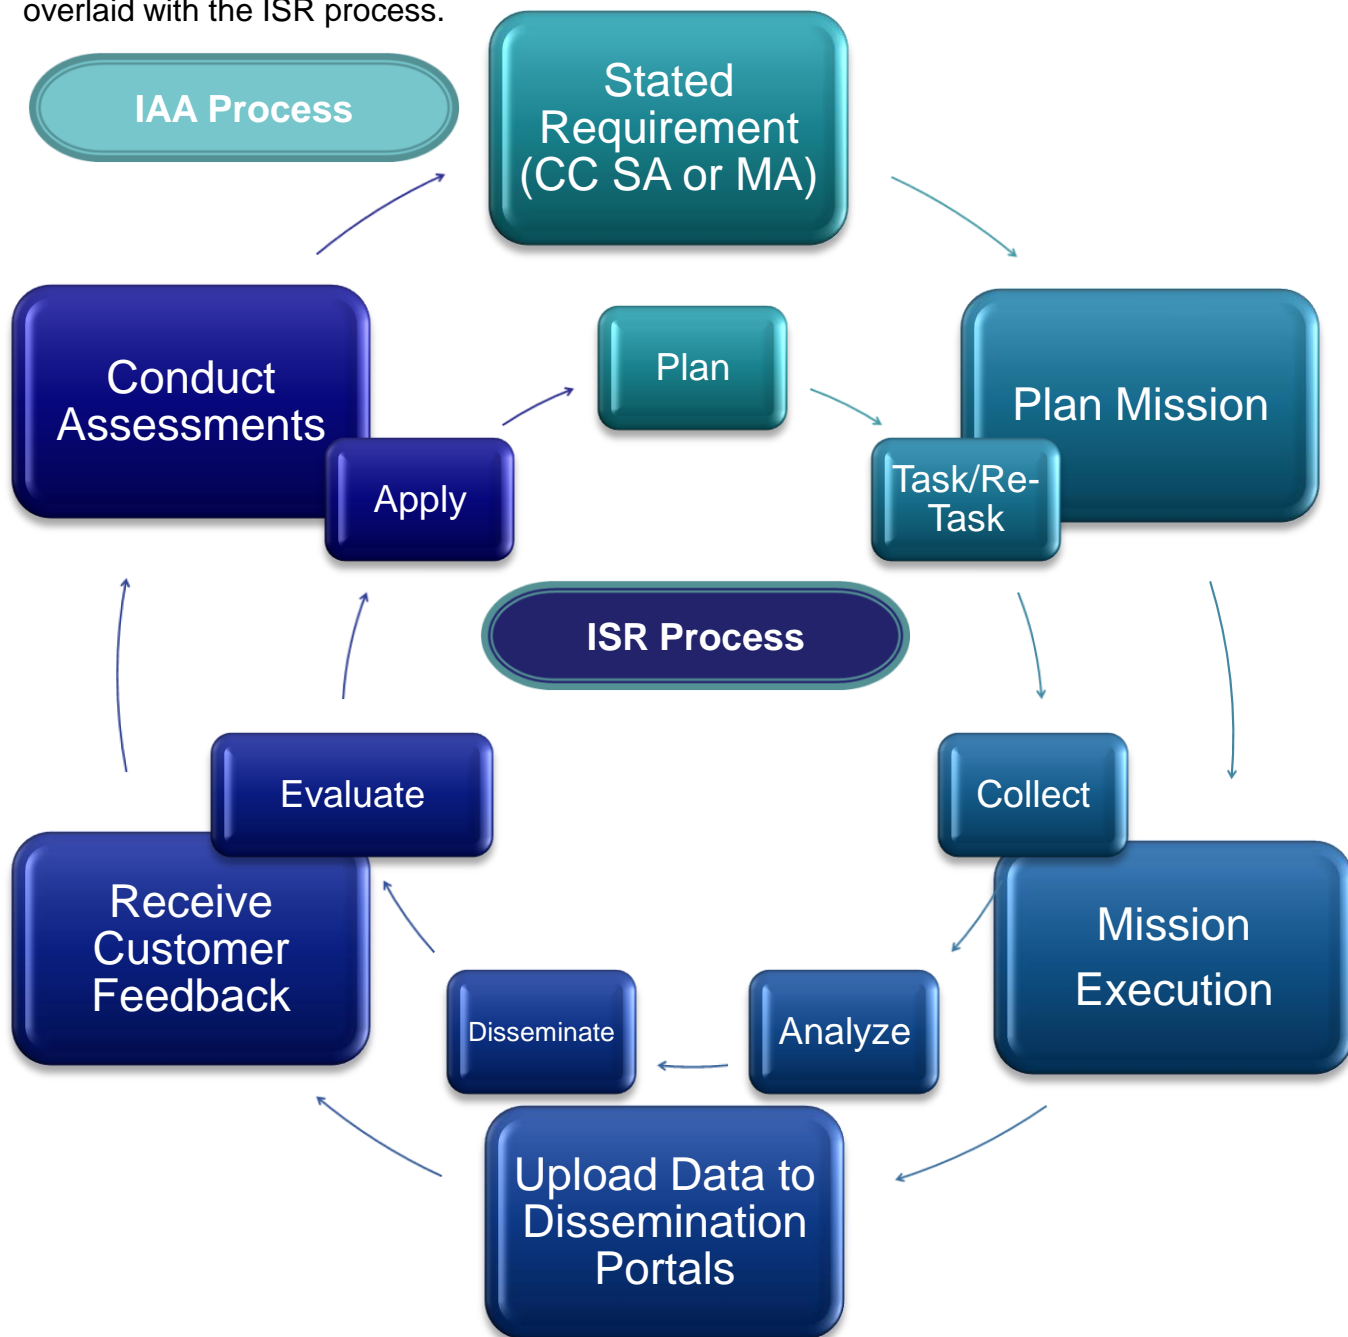 overlaid with the ISR process.
IAA Process
Stated
Requirement
(CC SA or MA)
Conduct
Assessments
Plan
Plan Mission
Apply
Task/Re-
Task
ISR Process
Evaluate
Collect
Receive
Customer
Feedback
Mission
Execution
Disseminate
Analyze
Upload Data to
Dissemination
Portals